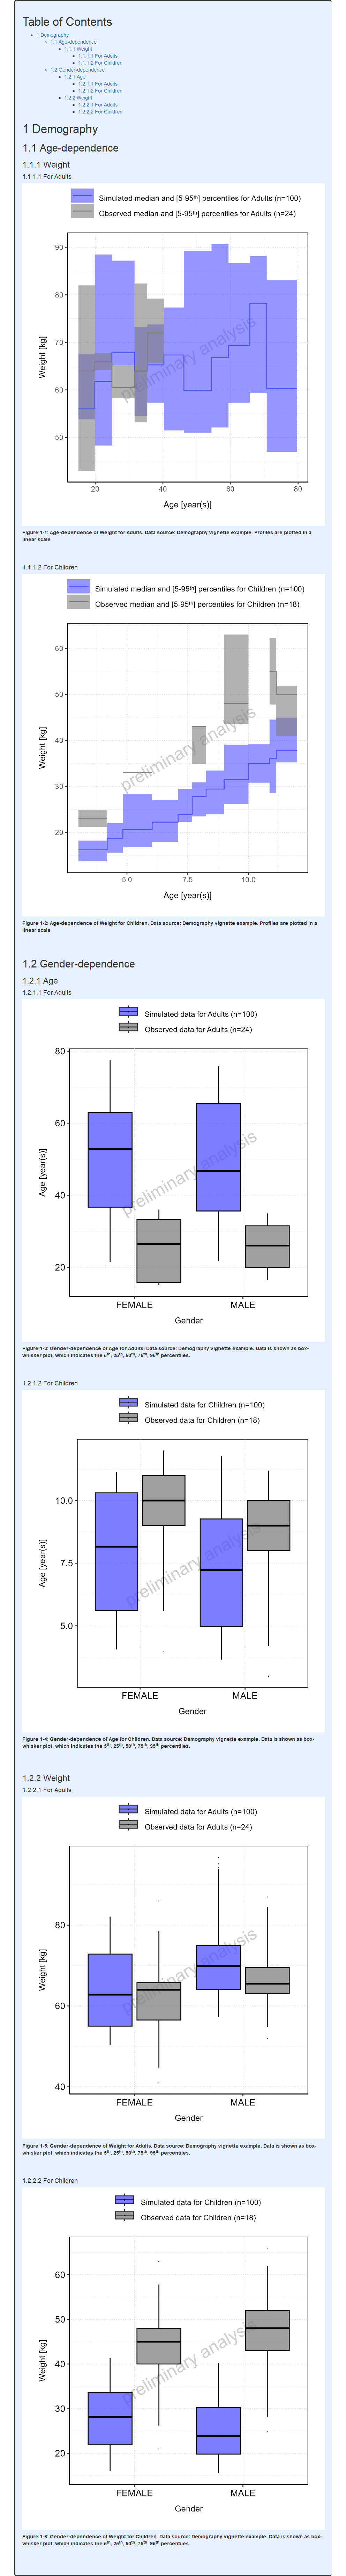 Table of Contents
1 Demography
1.1 Age-dependence
1.1.1 Weight
1.1.1.1 For Adults
1.1.1.2 For Children
1.2 Gender-dependence
1.2.1 Age
1.2.1.1 For Adults
1.2.1.2 For Children
1.2.2 Weight
1.2.2.1 For Adults
1.2.2.2 For Children
1 Demography
1.1 Age-dependence
1.1.1 Weight
1.1.1.1 For Adults
Simulated median and [5-95th] percentiles for Adults (n=100)
Observed median and [5-95th] percentiles for Adults (n=24)
90
80
70
60
50
Weight [kg]
preliminary analysis
20 40 60 80
Age [year(s)]
Figure 1-1: Age-dependence of Weight for Adults. Data source: Demography vignette example. Profiles are plotted in a
linear scale
1.1.1.2 For Children
Simulated median and [5-95th] percentiles for Children (n=100)
Observed median and [5-95th] percentiles for Children (n=18)
60
50
40
30
20
Weight [kg]
preliminary analysis
5.0 7.5 10.0
Age [year(s)]
Figure 1-2: Age-dependence of Weight for Children. Data source: Demography vignette example. Profiles are plotted in a
linear scale
1.2 Gender-dependence
1.2.1 Age
1.2.1.1 For Adults
Simulated data for Adults (n=100)
Observed data for Adults (n=24)
80
60
40
20
Age [year(s)]
preliminary analysis
FEMALE MALE
Gender
Figure 1-3: Gender-dependence of Age for Adults. Data source: Demography vignette example. Data is shown as box-
whisker plot, which indicates the 5th, 25th, 50th, 75th, 95th percentiles.
1.2.1.2 For Children
Simulated data for Children (n=100)
Observed data for Children (n=18)
10.0
7.5
5.0
Age [year(s)]
preliminary analysis
FEMALE MALE
Gender
Figure 1-4: Gender-dependence of Age for Children. Data source: Demography vignette example. Data is shown as box-
whisker plot, which indicates the 5th, 25th, 50th, 75th, 95th percentiles.
1.2.2 Weight
1.2.2.1 For Adults
Simulated data for Adults (n=100)
Observed data for Adults (n=24)
80
60
40
Weight [kg]
preliminary analysis
FEMALE MALE
Gender
Figure 1-5: Gender-dependence of Weight for Adults. Data source: Demography vignette example. Data is shown as box-
whisker plot, which indicates the 5th, 25th, 50th, 75th, 95th percentiles.
1.2.2.2 For Children
Simulated data for Children (n=100)
Observed data for Children (n=18)
60
50
40
30
20
Weight [kg]
preliminary analysis
FEMALE MALE
Gender
Figure 1-6: Gender-dependence of Weight for Children. Data source: Demography vignette example. Data is shown as box-
whisker plot, which indicates the 5th, 25th, 50th, 75th, 95th percentiles.